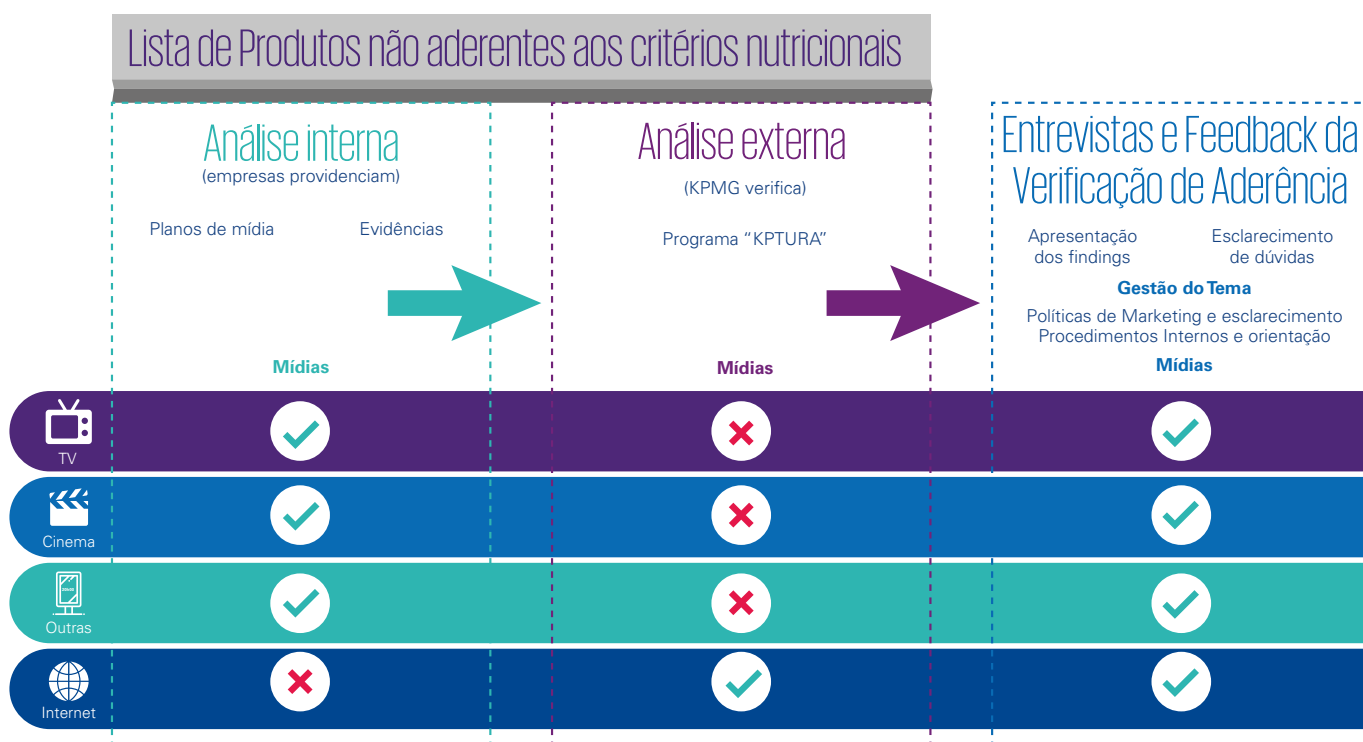 Lista de Produtos não aderentes aos critérios nutricionais
Análise interna
(empresas providenciam)
Planos de mídia
Evidências
Mídias
Análise externa
(KPMG verifica)
Programa “KPTURA”
Mídias
Entrevistas e Feedback da
Verificação de Aderência
Apresentação
dos findings
Esclarecimento
de dúvidas
Gestão do Tema
Políticas de Marketing e esclarecimento
Procedimentos Internos e orientação
Mídias
TV
Cinema
Outras
Internet